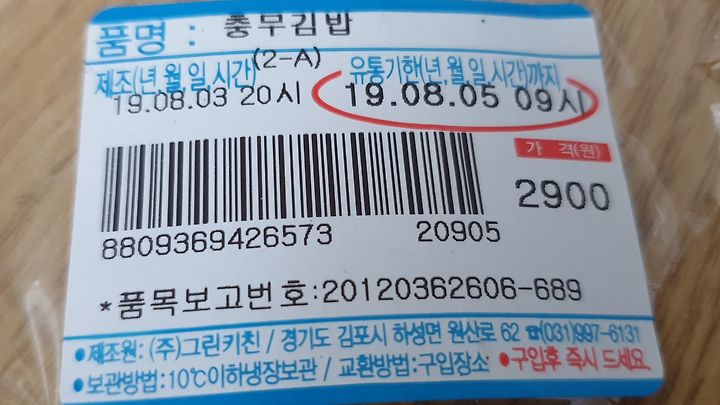 품명 : 충무김밥
(2-A)
제조(년,월,일,시간) 유통기한(년,월,일,시간)까지
19.08.03 20시 19.08.05 09시
가 격(원)
2900
8809369426573 20905
*품목보고번호:20120362606-689
●제조원: (주)그린키친 / 경기도 김포시 하성면 원산로 62 ☎(031)997-6131
●보관방법:10℃이하냉장보관 / 교환방법:구입장소 ●구입후 즉시 드세요.